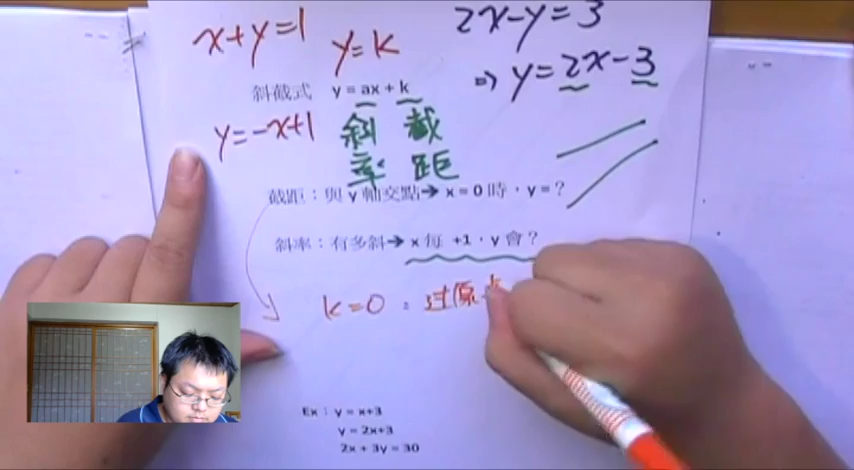 x+y=1
y=k
2x-y=3
⇒ y=2x-3
斜截式 y = ax + k
y=-x+1
斜 截
率 距
截距：與 y 軸交點➔ x = 0 時，y = ?
斜率：有多斜➔ x 每 +1，y 會?
k=0 : 过原点
Ex：y = x+3
y = 2x+3
2x + 3y = 30